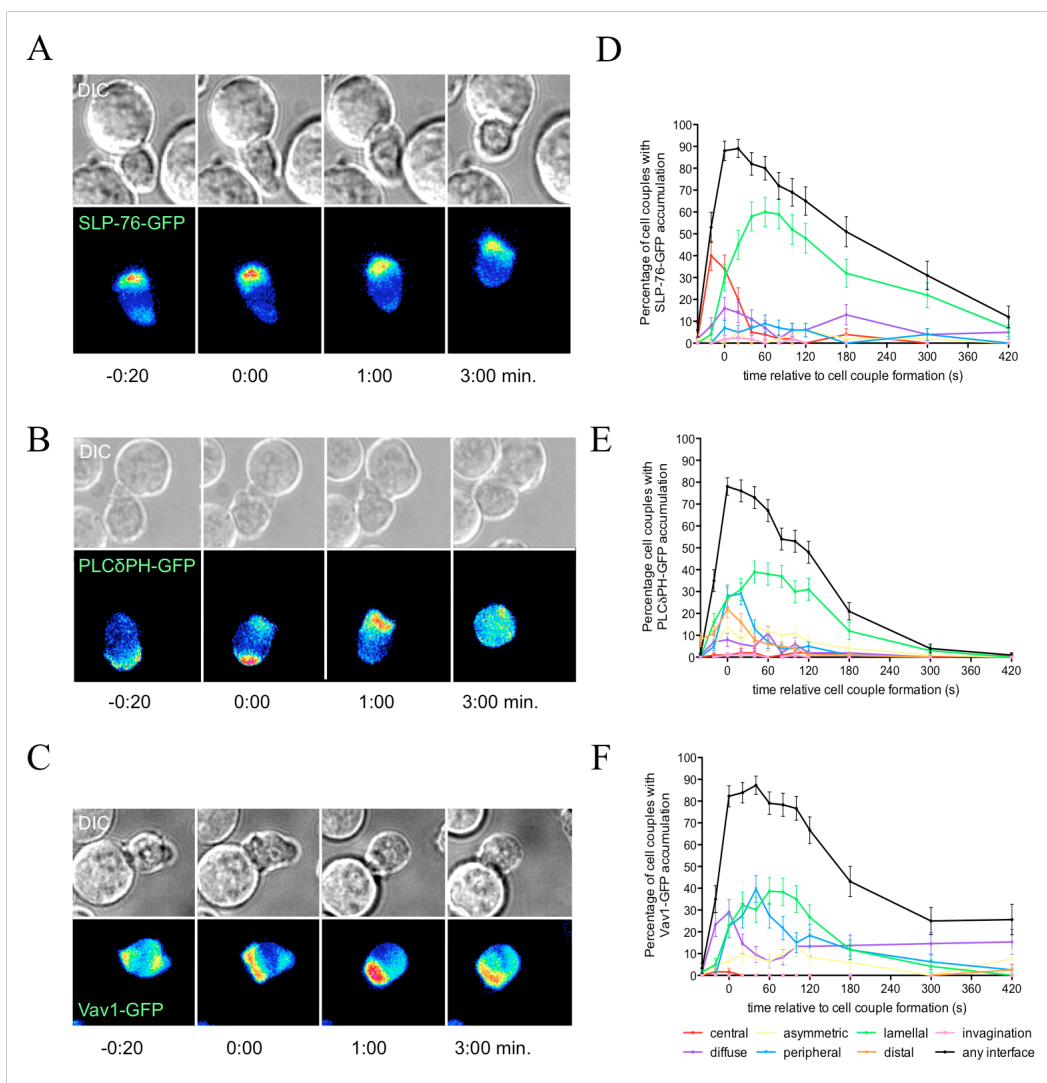 A
DIC
SLP-76-GFP
-0:20 0:00 1:00 3:00 min.
D
Percentage of cell couples with
SLP-76-GFP accumulation
100
90
80
70
60
50
40
30
20
10
0
0 60 120 180 240 300 360 420
time relative to cell couple formation (s)
B
DIC
PLCδPH-GFP
-0:20 0:00 1:00 3:00 min.
E
Percentage cell couples with
PLCδPH-GFP accumulation
100
90
80
70
60
50
40
30
20
10
0
0 60 120 180 240 300 360 420
time relative cell couple formation (s)
C
DIC
Vav1-GFP
-0:20 0:00 1:00 3:00 min.
F
Percentage of cell couples with
Vav1-GFP accumulation
100
90
80
70
60
50
40
30
20
10
0
0 60 120 180 240 300 360 420
time relative to cell couple formation (s)
central asymmetric lamellal invagination
diffuse peripheral distal any interface